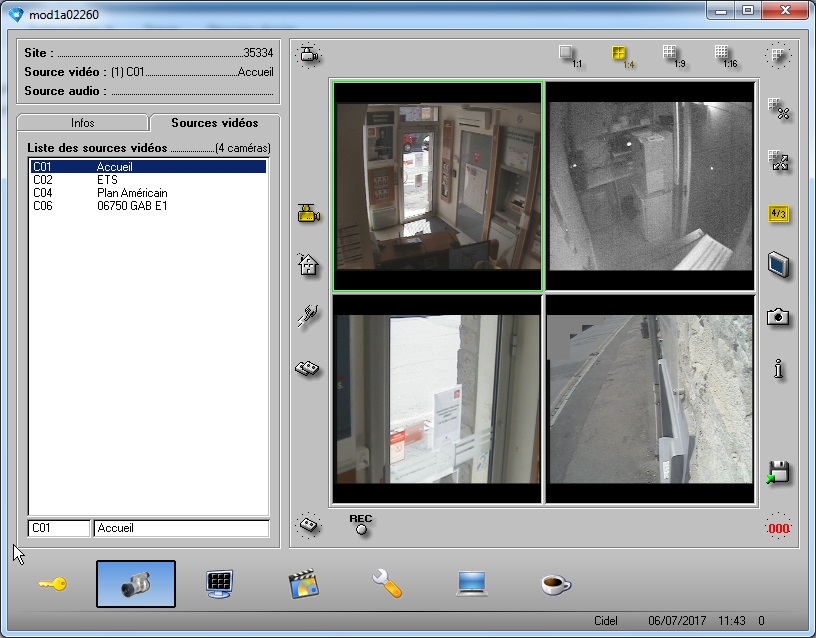 mod1a02260
Site : 35334
Source vidéo : (1) C01 Accueil
Source audio :
Infos
Sources vidéos
Liste des sources vidéos (4 caméras)
C01 Accueil
C02 ETS
C04 Plan Américain
C06 06750 GAB E1
C01 Accueil
1:1
1:4
1:9
1:16
4/3
REC
000
Cidel 06/07/2017 11:43 0